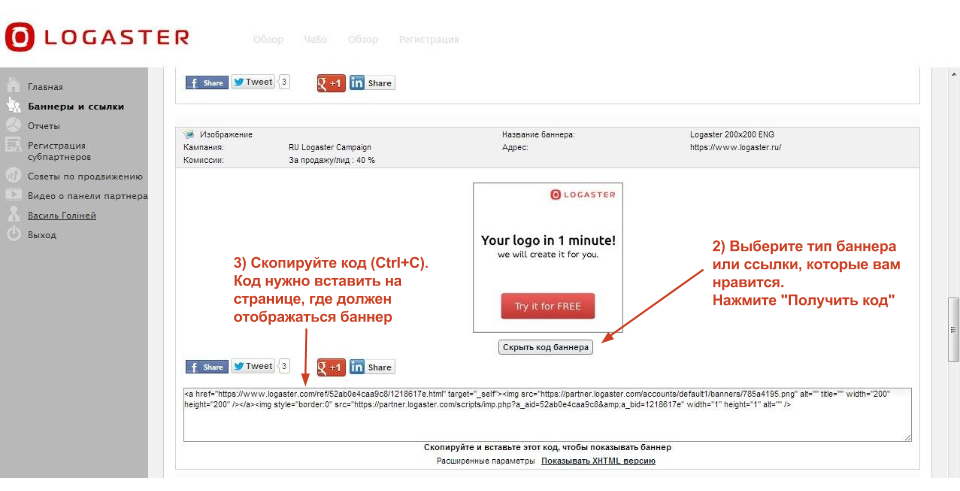 LOGASTER
Обзор ЧаВо Обзор Регистрация
Главная
Баннеры и ссылки
Отчеты
Регистрация
субпартнеров
Советы по продвижению
Видео о панели партнера
Василь Голіней
Выход
Share Tweet 3 +1 in Share
Изображение Название баннера: Logaster 200x200 ENG
Кампания: RU Logaster Campaign Адрес: https://www.logaster.ru/
Комиссии: За продажу/лид : 40 %
LOGASTER
Your logo in 1 minute!
we will create it for you.
Try it for FREE
Скрыть код баннера
2) Выберите тип баннера
или ссылки, которые вам
нравится.
Нажмите "Получить код"
3) Скопируйте код (Ctrl+C).
Код нужно вставить на
странице, где должен
отображаться баннер
Share Tweet 3 +1 in Share
<a href="https://www.logaster.com/ref/52ab0e4caa9c8/1218617e.html" target="_self"><img src="https://partner.logaster.com/accounts/default1/banners/785a4195.png" alt="" title="" width="200"
height="200" /></a><img style="border:0" src="https://partner.logaster.com/scripts/imp.php?a_aid=52ab0e4caa9c8&amp;a_bid=1218617e" width="1" height="1" alt="" />
Скопируйте и вставьте этот код, чтобы показывать баннер
Расширенные параметры Показывать XHTML версию